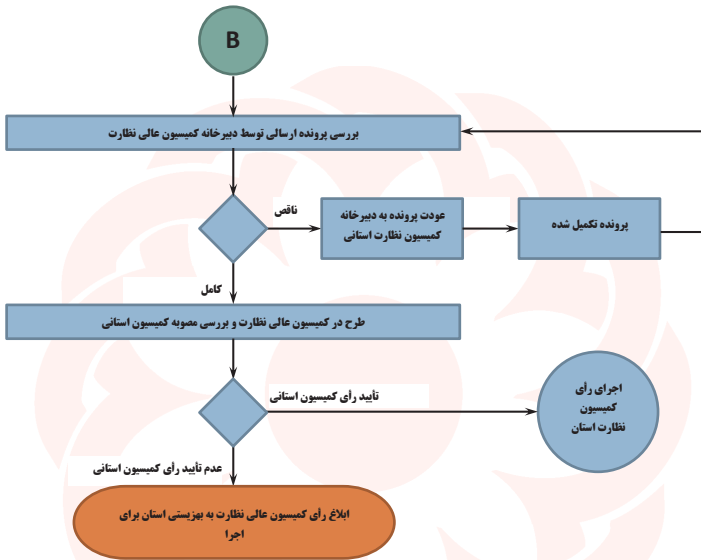 B
بررسی پرونده ارسالی توسط دبیرخانه کمیسیون عالی نظارت
ناقص
عودت پرونده به دبیرخانه
کمیسیون نظارت استانی
پرونده تکمیل شده
کامل
طرح در کمیسیون عالی نظارت و بررسی مصوبه کمیسیون استانی
تأیید رأی کمیسیون استانی
اجرای رأی
کمیسیون
نظارت استان
عدم تأیید رأی کمیسیون استانی
ابلاغ رأی کمیسیون عالی نظارت به بهزیستی استان برای
اجرا